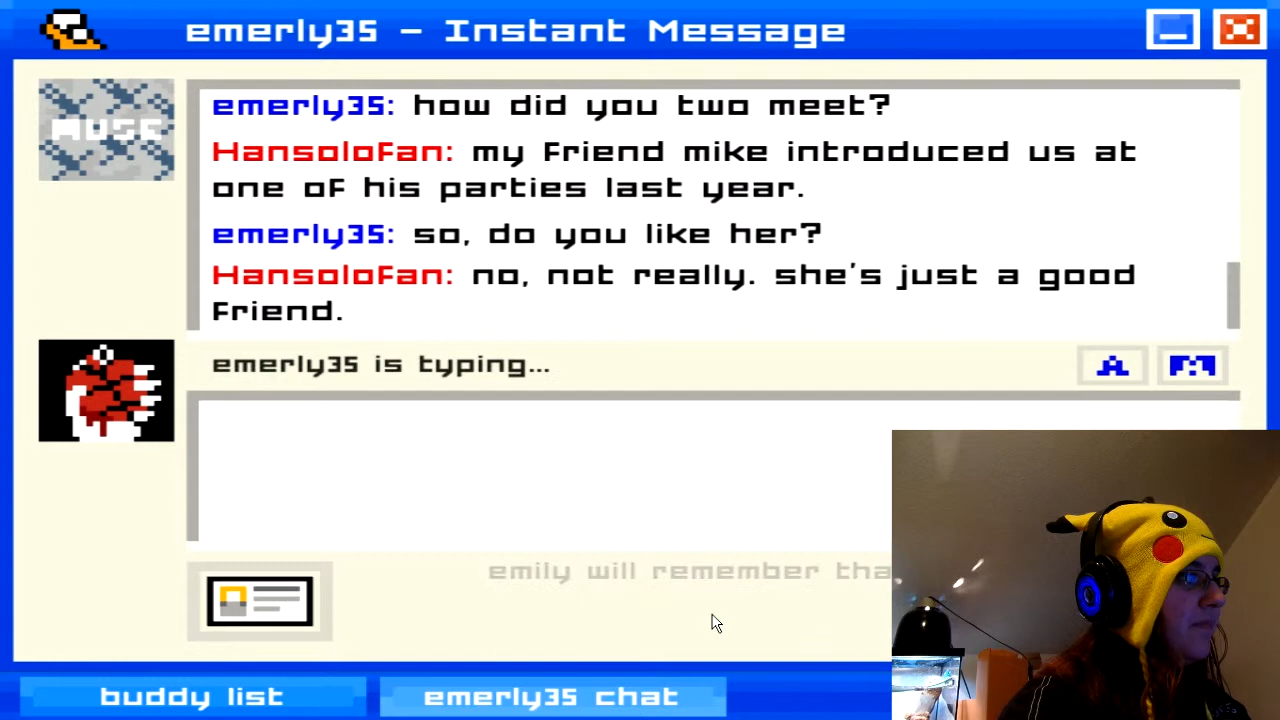 emerly35 - Instant Message
MUSE
emerly35: how did you two meet?
HansoloFan: my friend mike introduced us at
one of his parties last year.
emerly35: so, do you like her?
HansoloFan: no, not really. she's just a good
friend.
emerly35 is typing...
A
emily will remember tha
buddy list
emerly35 chat